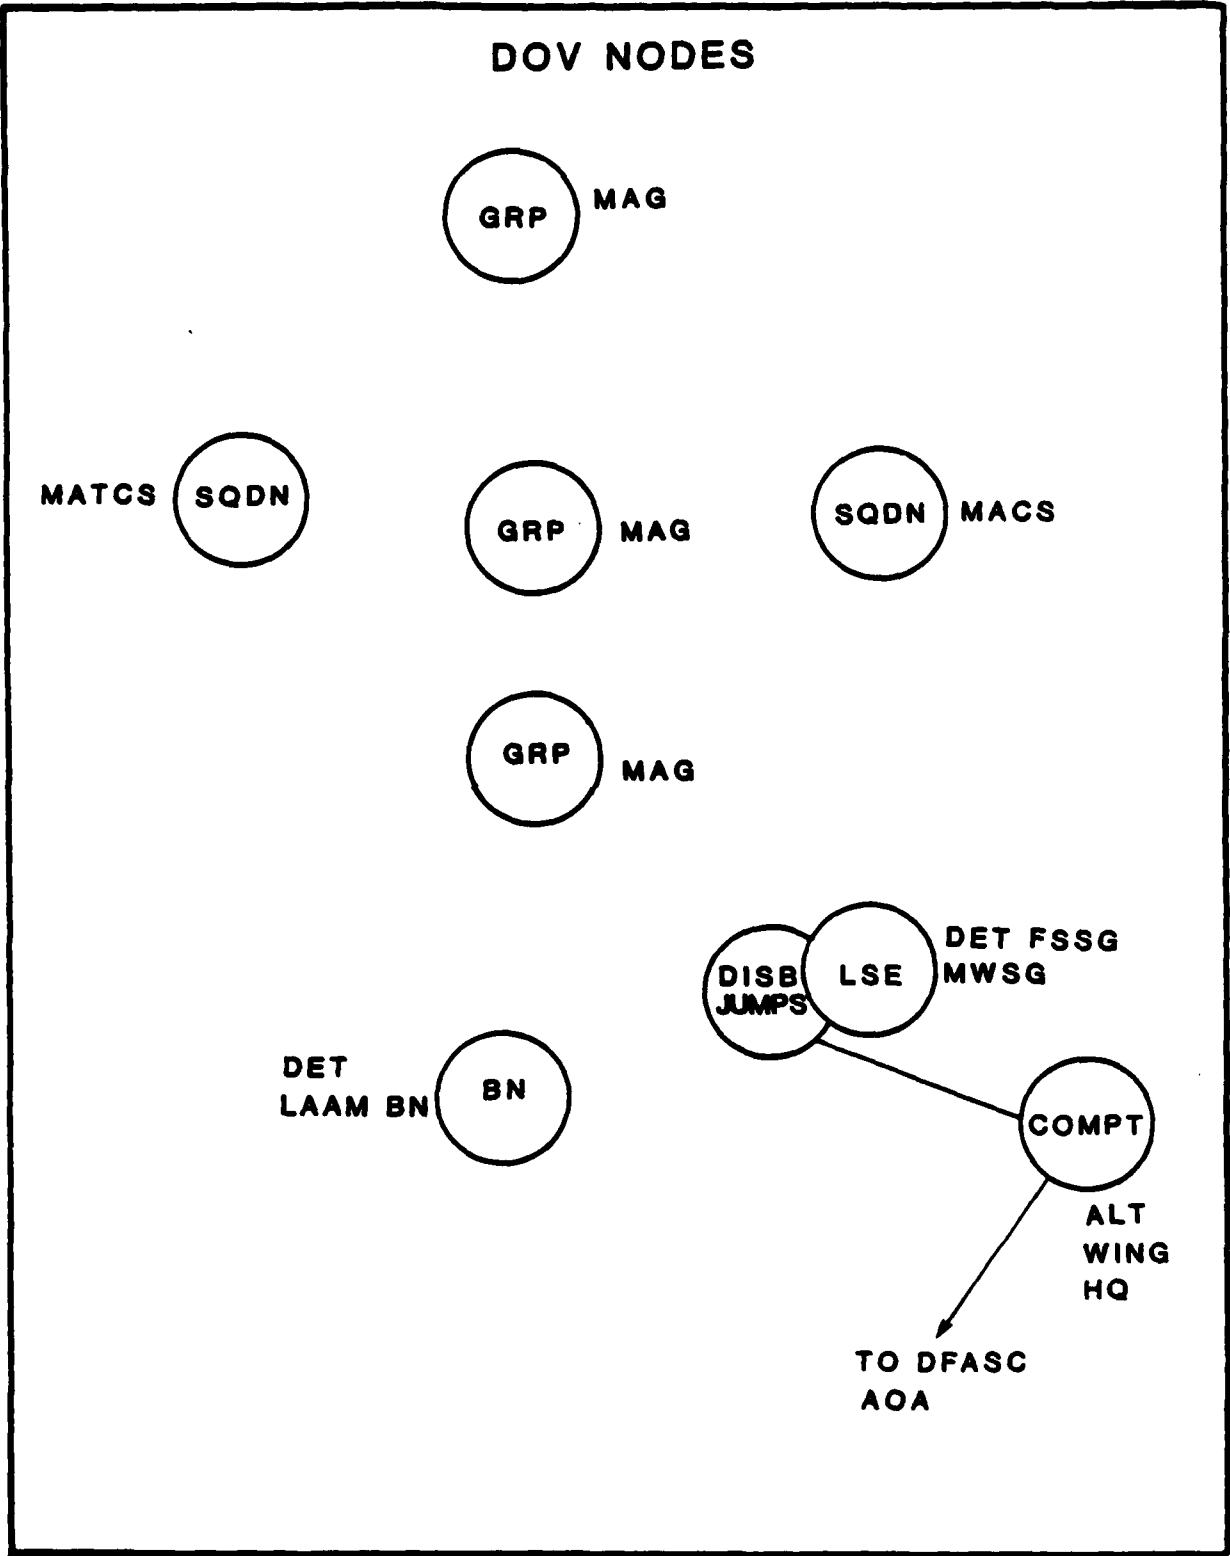 DOV NODES
GRP
MAG
MATCS
SQDN
GRP
MAG
SQDN
MACS
GRP
MAG
DISB
JUMPS
LSE
DET FSSG
MWSG
DET
LAAM BN
BN
COMPT
ALT
WING
HQ
TO DFASC
AOA